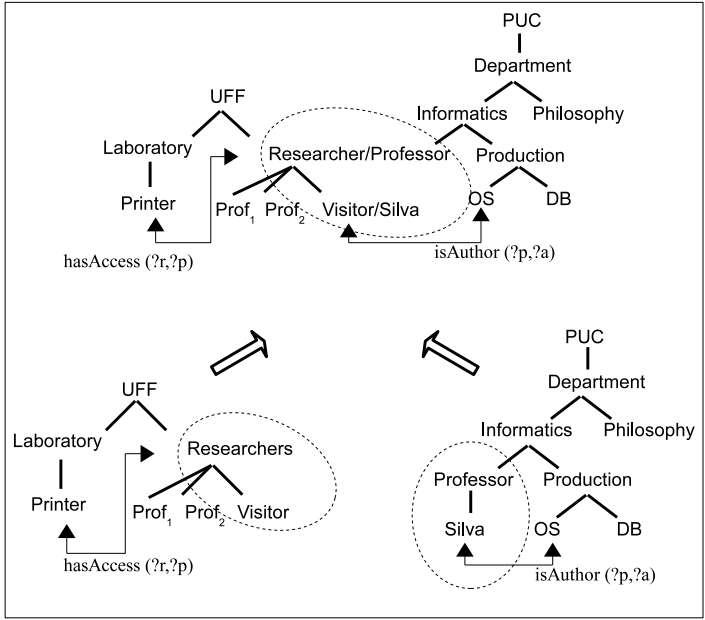 PUC
Department
UFF
Informatics Philosophy
Laboratory Researcher/Professor Production
Printer Prof1 Prof2 Visitor/Silva OS DB
hasAccess (?r,?p) isAuthor (?p,?a)
PUC
UFF Department
Laboratory Researchers Informatics Philosophy
Professor Production
Printer Prof1 Prof2 Visitor Silva OS DB
hasAccess (?r,?p) isAuthor (?p,?a)